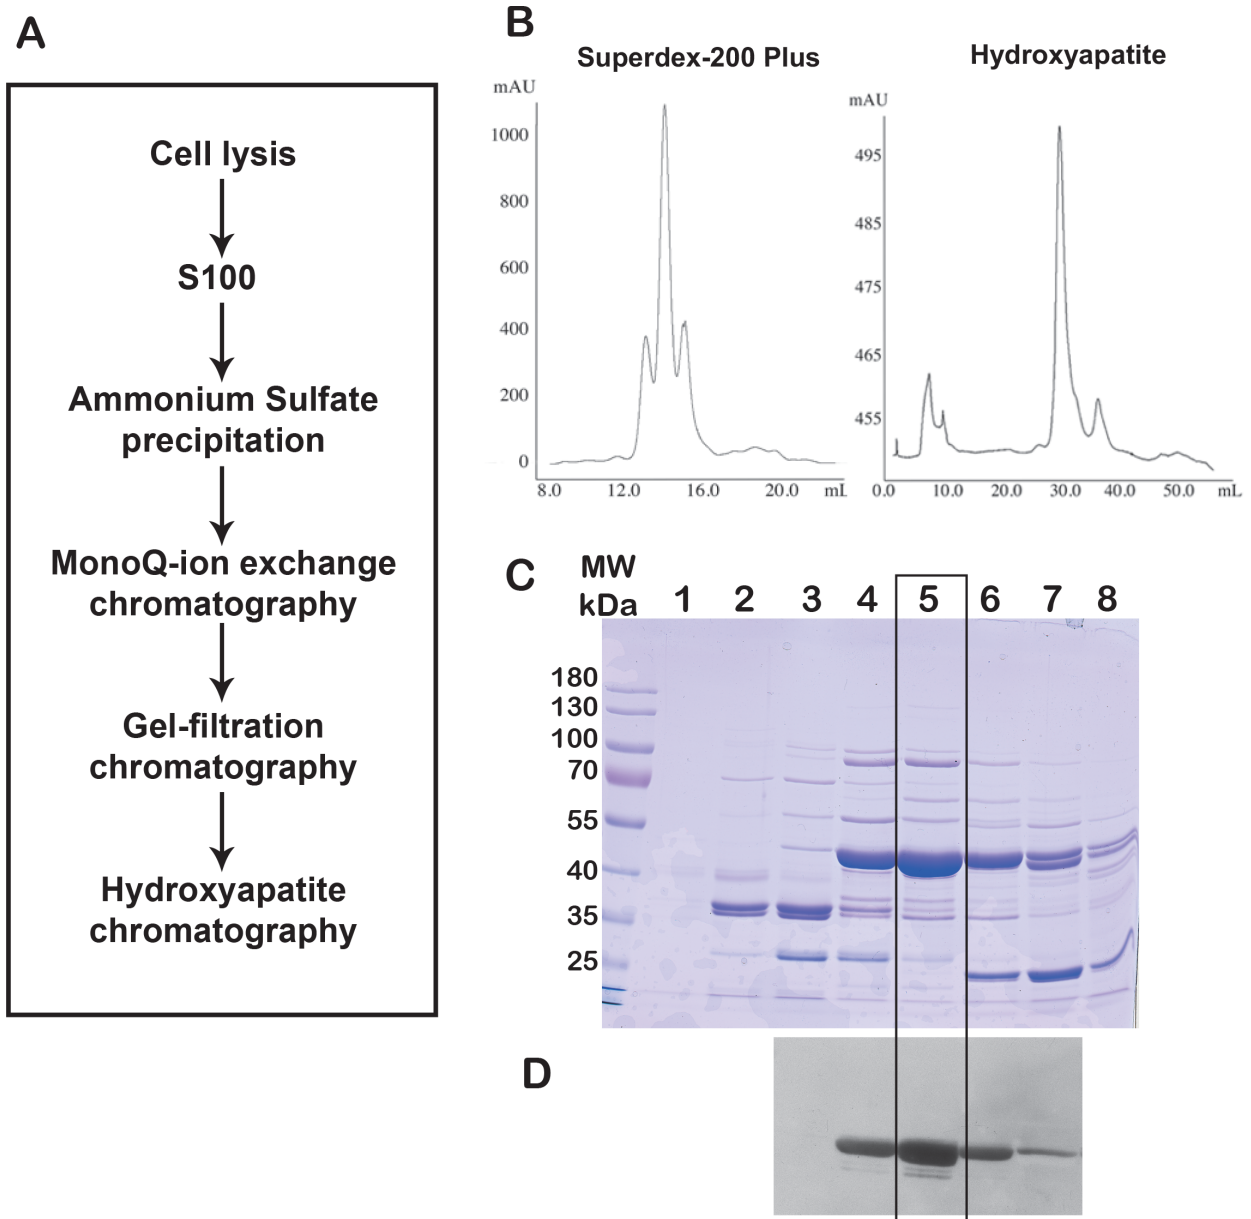 A
Cell lysis
S100
Ammonium Sulfate
precipitation
MonoQ-ion exchange
chromatography
Gel-filtration
chromatography
Hydroxyapatite
chromatography
B
Superdex-200 Plus
mAU
1000
800
600
400
200
0
8.0 12.0 16.0 20.0 mL
Hydroxyapatite
mAU
495
485
475
465
455
0.0 10.0 20.0 30.0 40.0 50.0 mL
C
MW
kDa 1 2 3 4 5 6 7 8
180
130
100
70
55
40
35
25
D